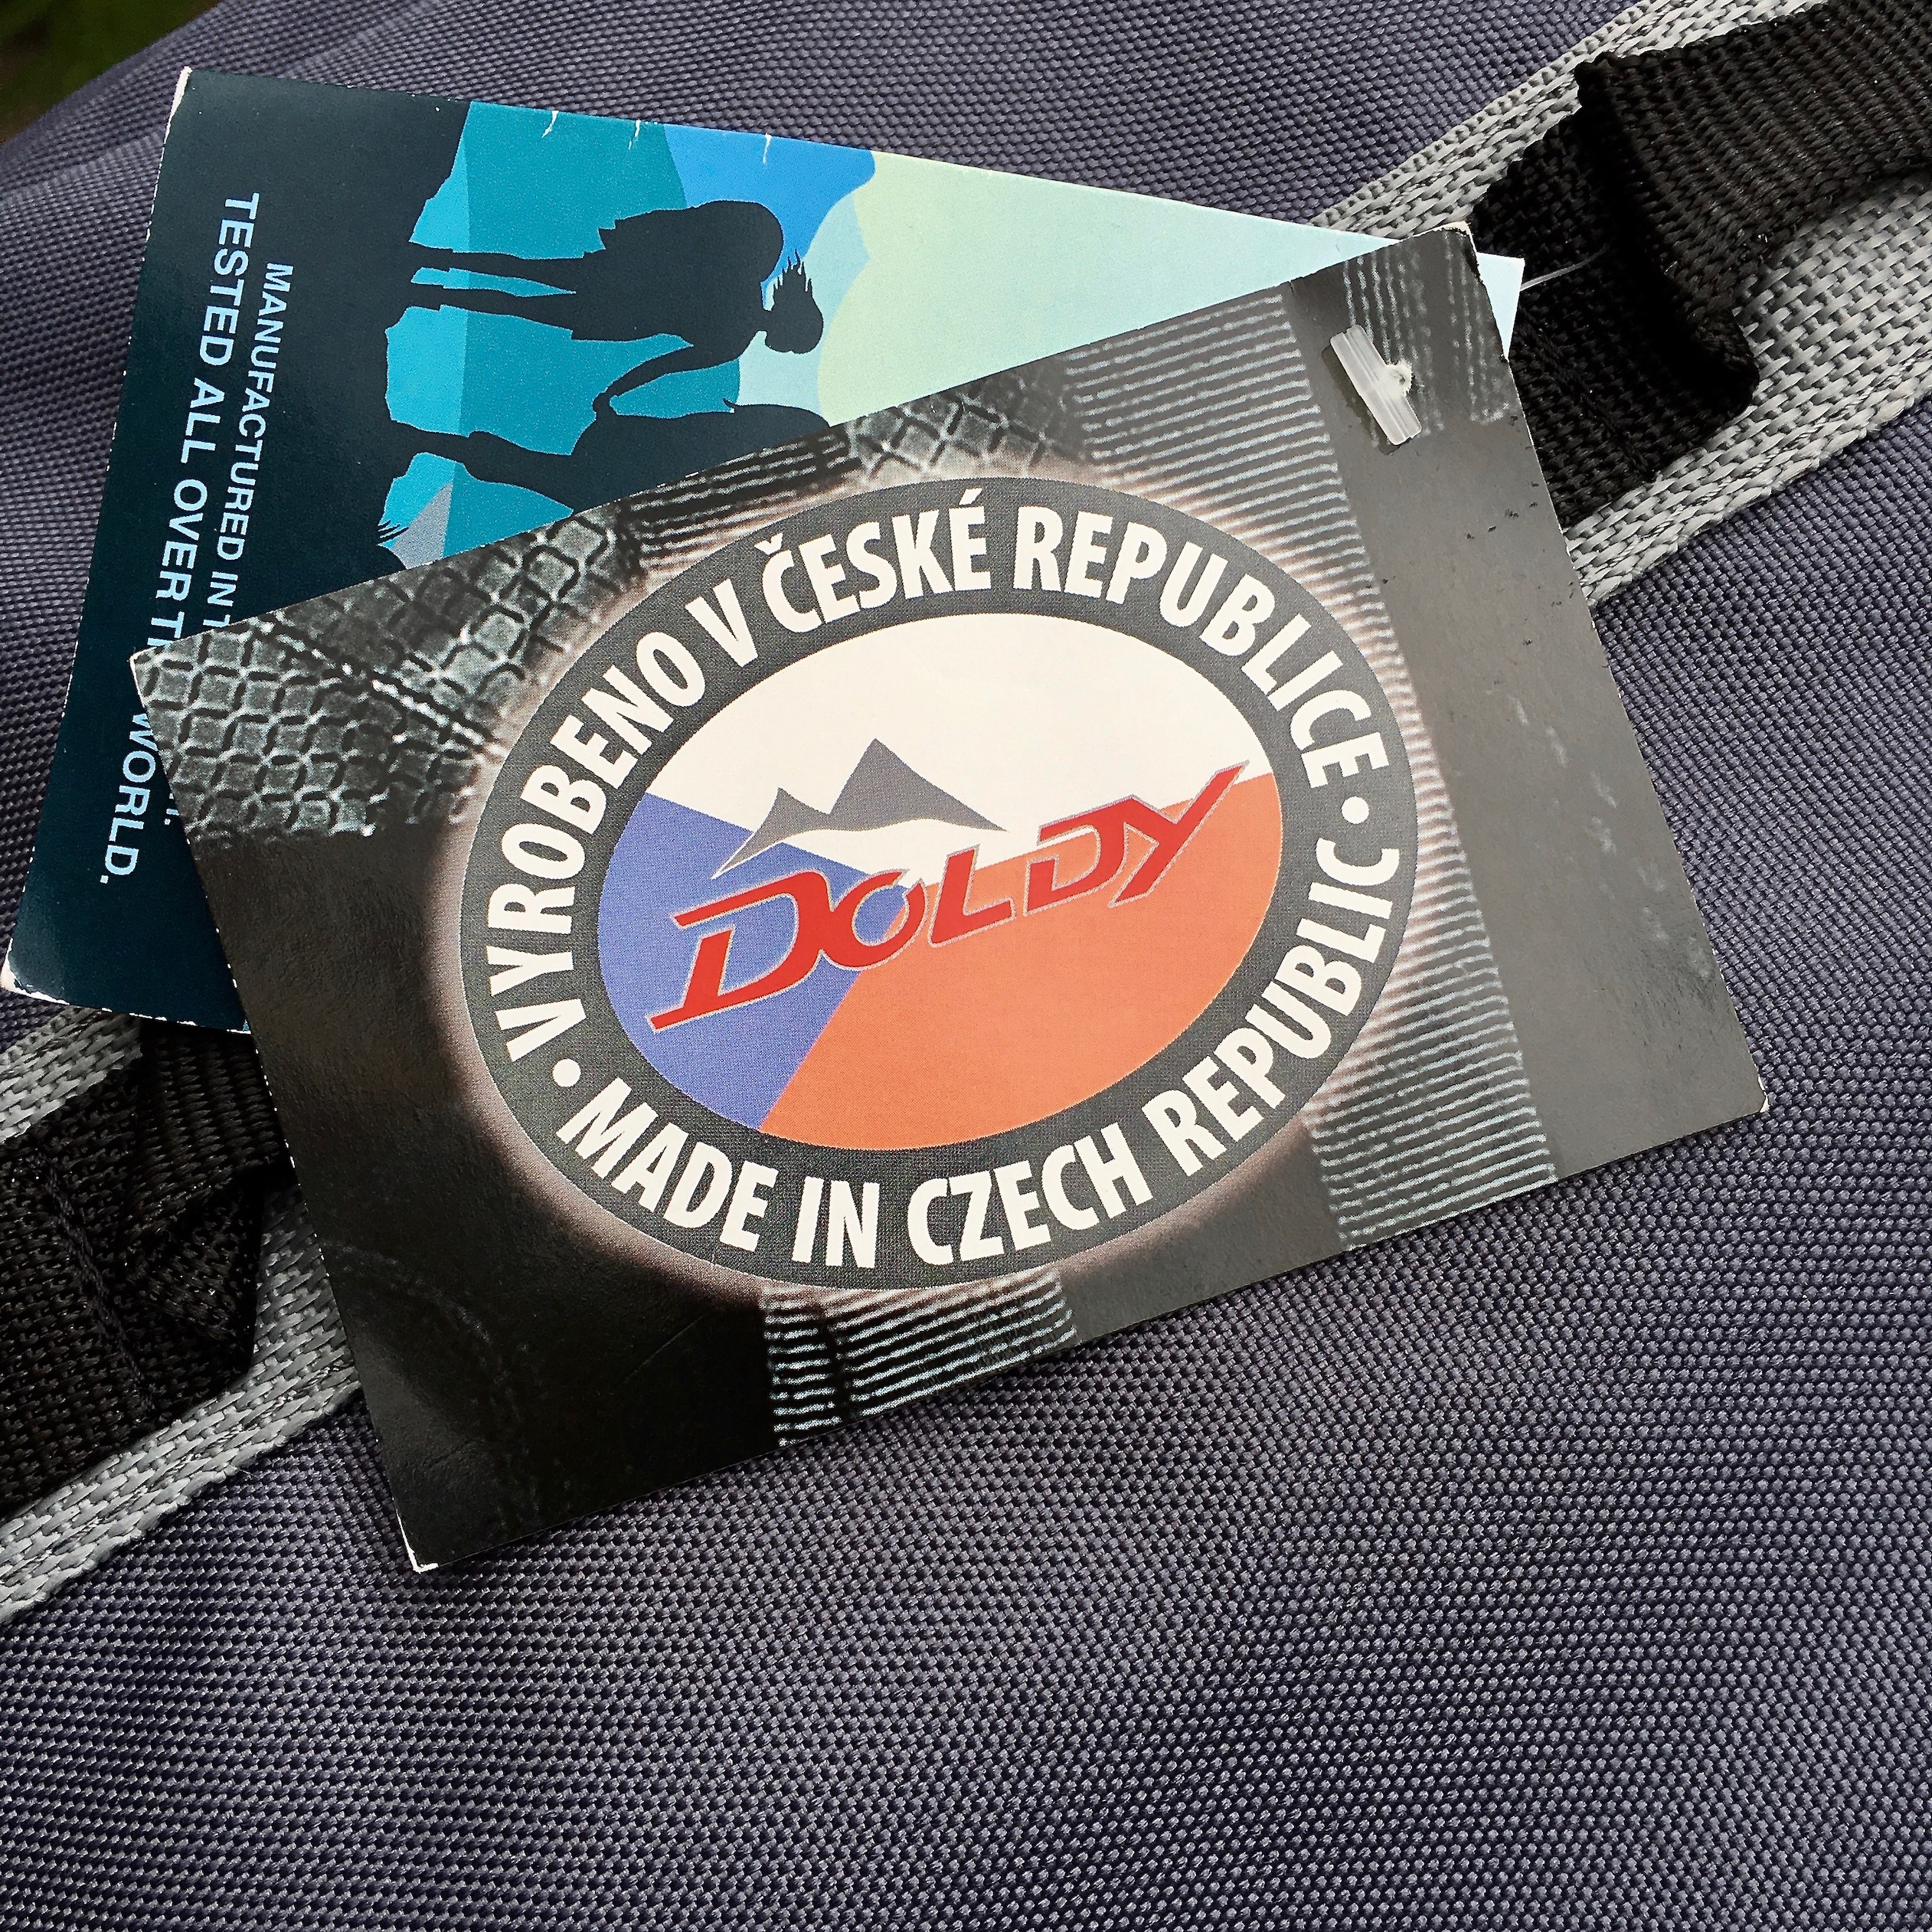 MANUFACTURED IN
TESTED ALL OVER WORLD.
• VYROBENO V ČESKÉ REPUBLICE •
DOLDY
MADE IN CZECH REPUBLIC